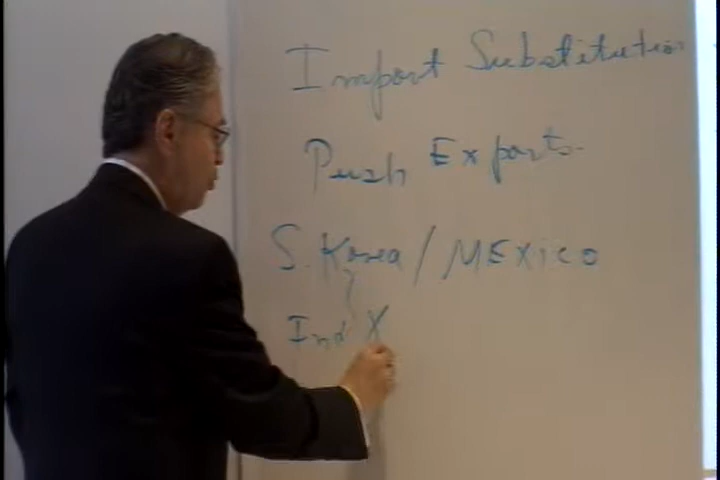 Import Substitution
Push Exports
S. Korea / MEXICO
Ind X